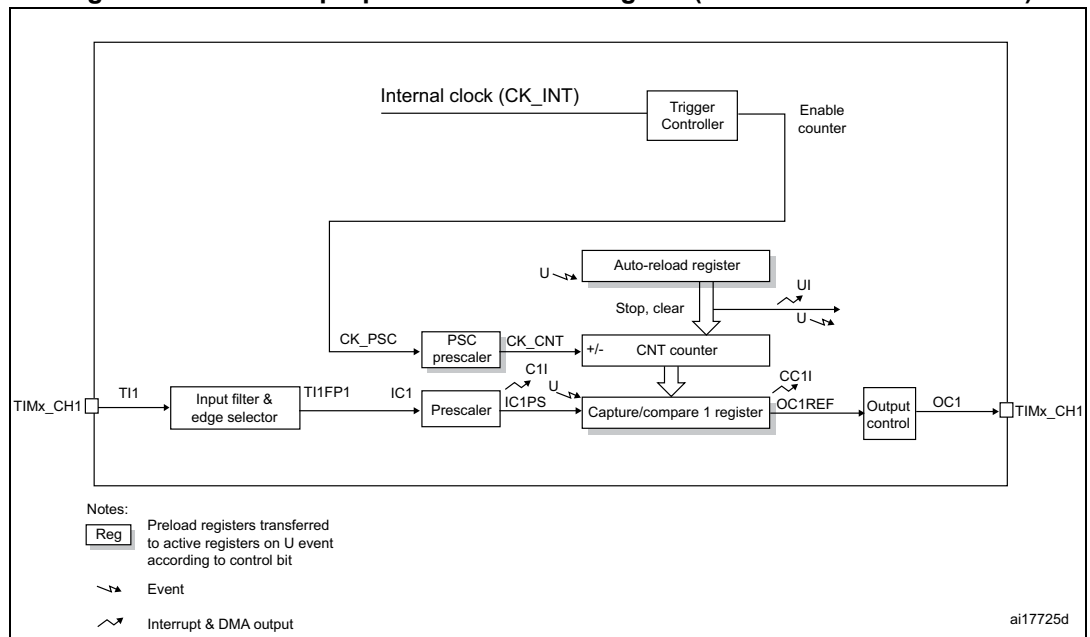 Internal clock (CK_INT)
Trigger
Controller
Enable
counter
U
Auto-reload register
Stop, clear
UI
U
CK_PSC
PSC
prescaler
CK_CNT
+/-
CNT counter
TIMx_CH1
TI1
Input filter &
edge selector
TI1FP1
IC1
Prescaler
C1I
IC1PS
U
Capture/compare 1 register
CC1I
OC1REF
Output
control
OC1
TIMx_CH1
Notes:
Reg
Preload registers transferred
to active registers on U event
according to control bit
Event
Interrupt & DMA output
ai17725d